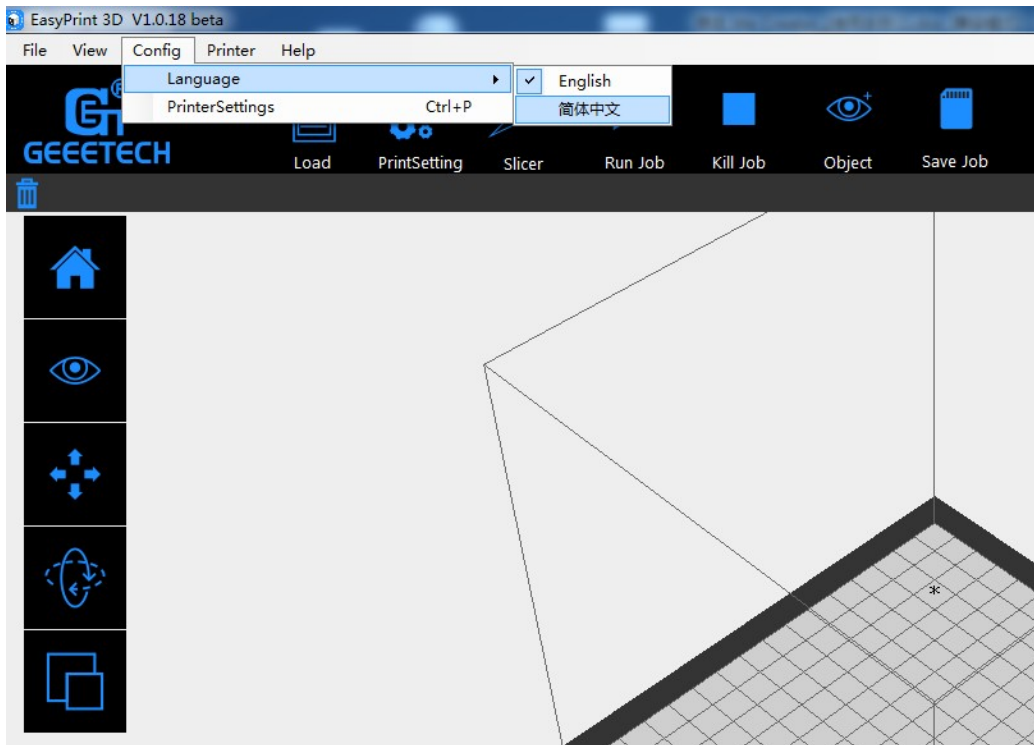 EasyPrint 3D V1.0.18 beta
File View Config Printer Help
Language English
简体中文
PrinterSettings Ctrl+P
GEEETECH
Load PrintSetting Slicer Run Job Kill Job Object Save Job